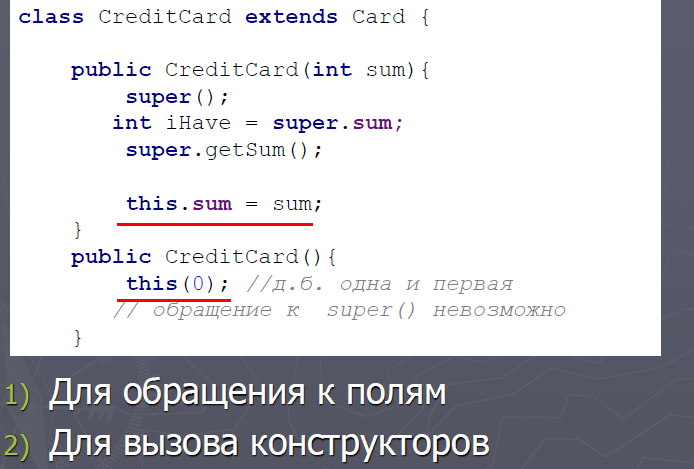 class CreditCard extends Card {
public CreditCard(int sum){
super();
int iHave = super.sum;
super.getSum();
this.sum = sum;
}
public CreditCard(){
this(0); //д.б. одна и первая
// обращение к super() невозможно
}
1) Для обращения к полям
2) Для вызова конструкторов